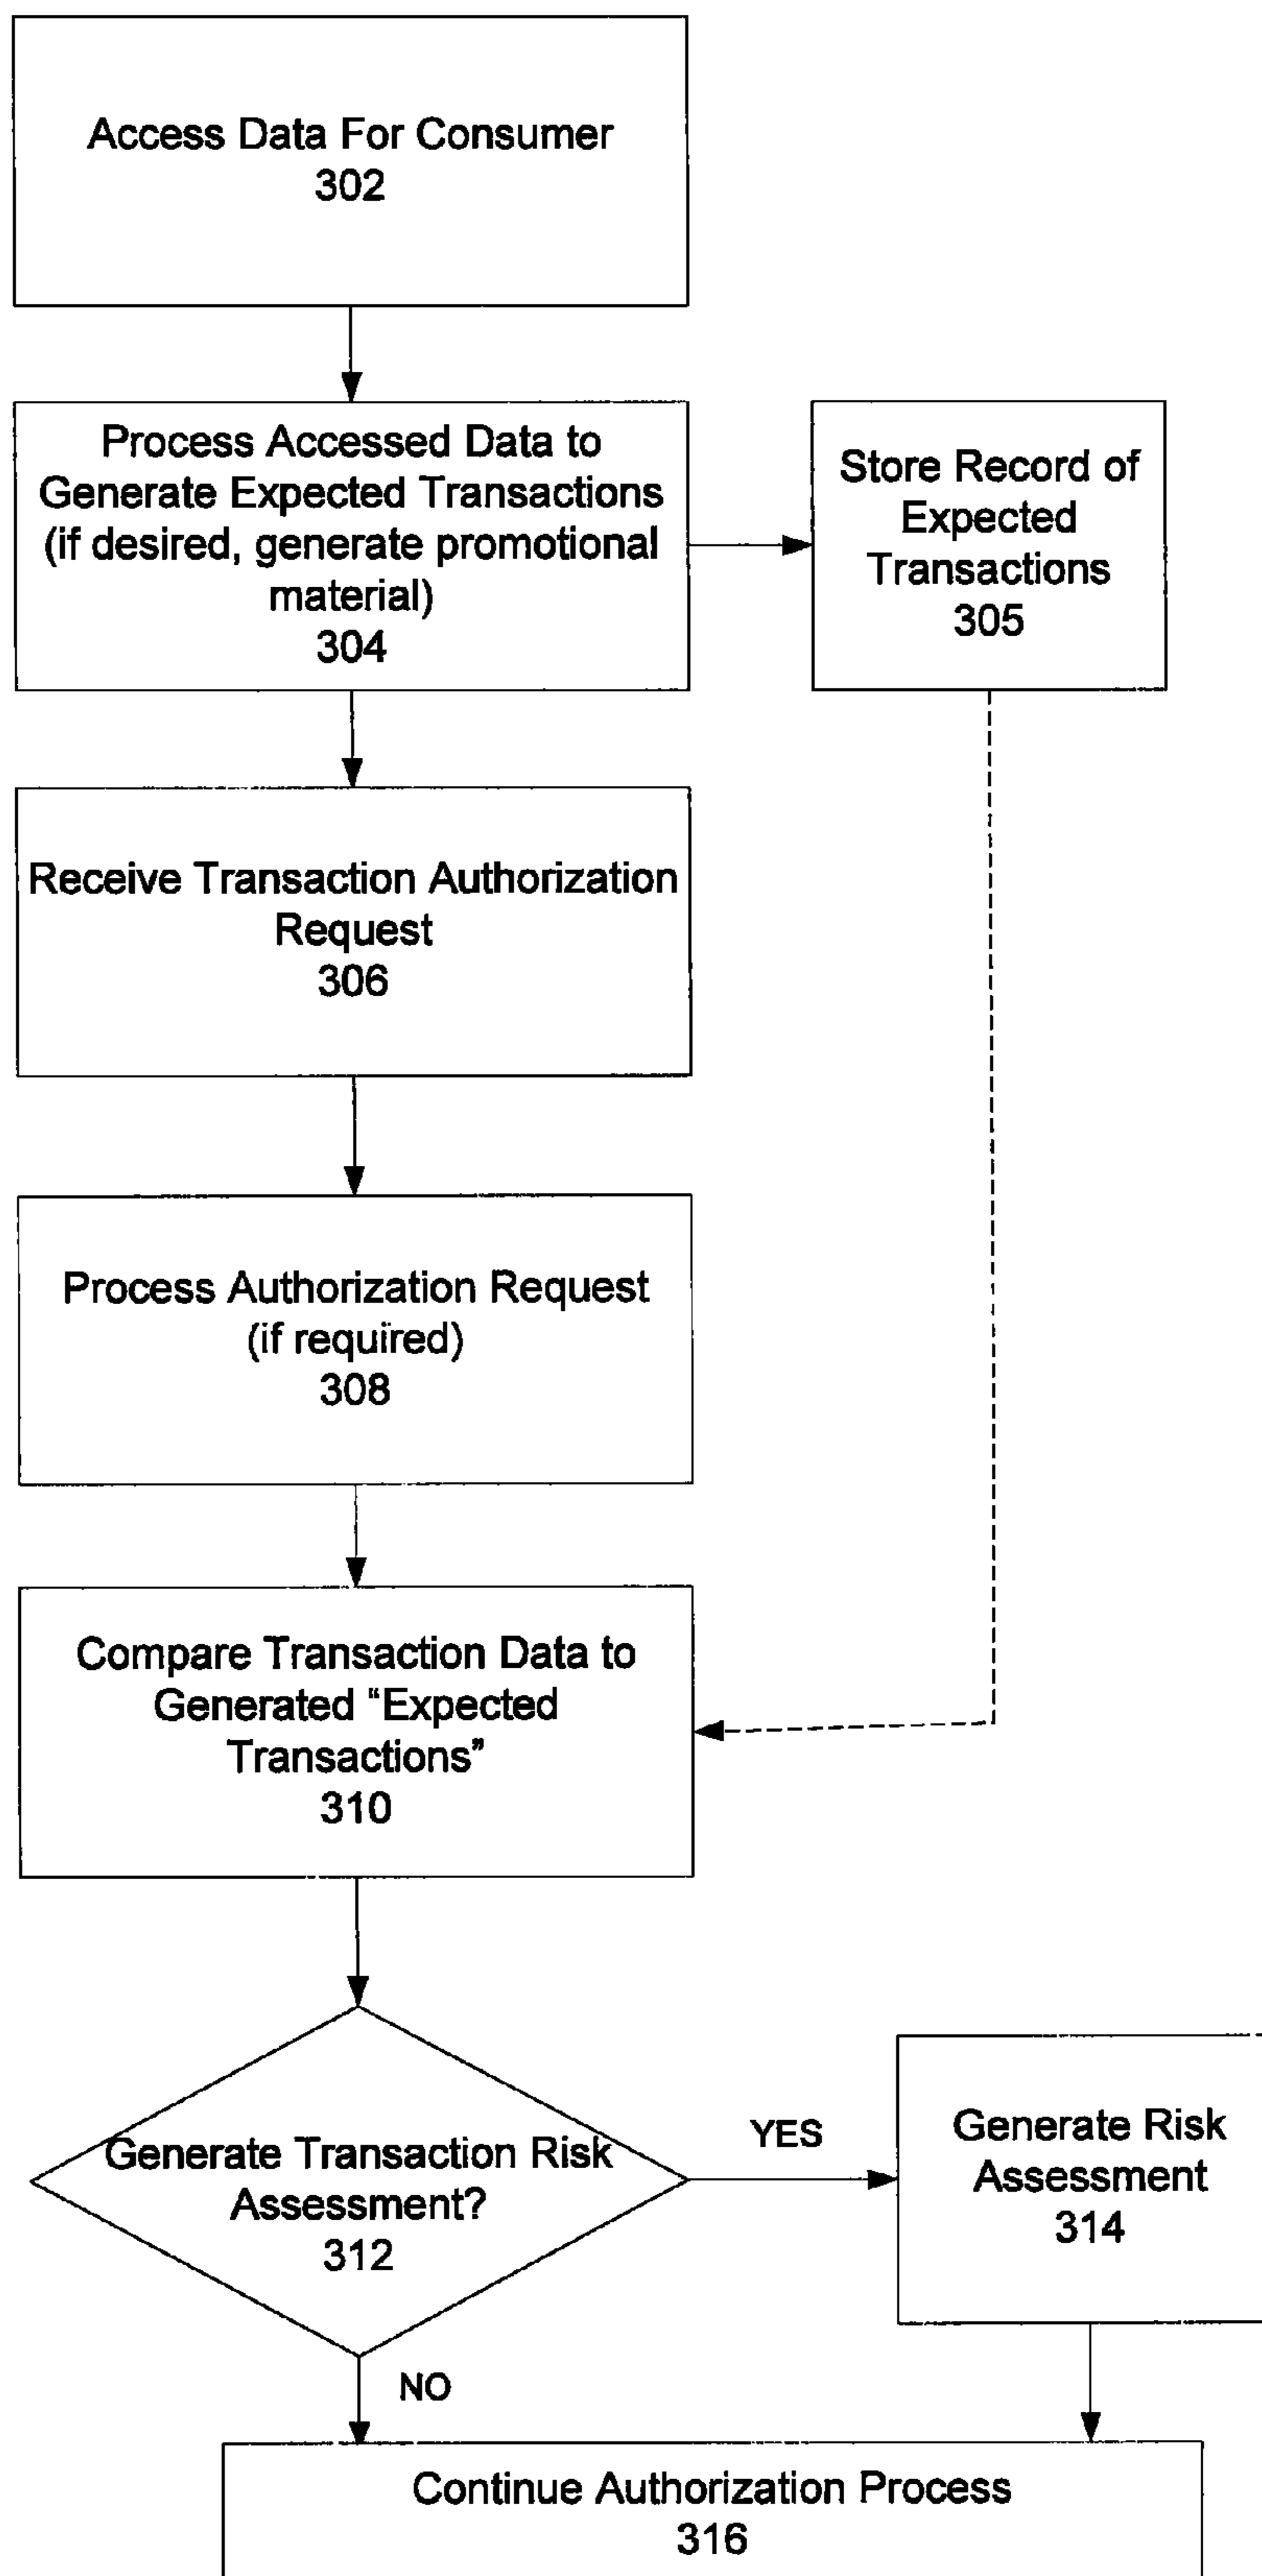 Access Data For Consumer
302
Process Accessed Data to
Generate Expected Transactions
(if desired, generate promotional
material)
304
Store Record of
Expected
Transactions
305
Receive Transaction Authorization
Request
306
Process Authorization Request
(if required)
308
Compare Transaction Data to
Generated “Expected
Transactions”
310
Generate Transaction Risk
Assessment?
312
YES
Generate Risk
Assessment
314
NO
Continue Authorization Process
316